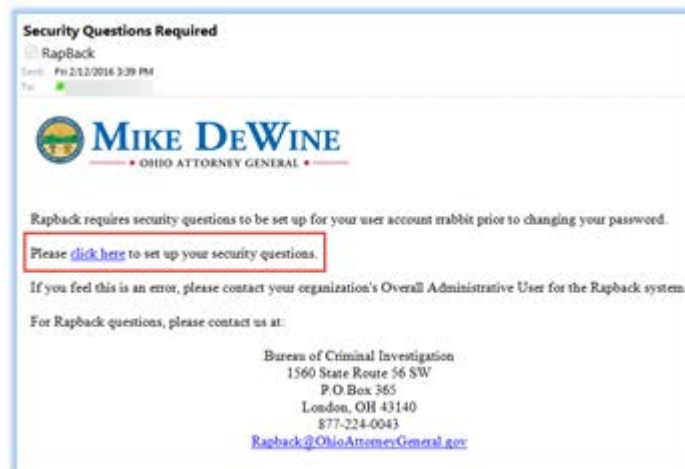 Security Questions Required
RapBack
Sent: Fri 2/12/2016 3:39 PM
To:
MIKE DEWINE
• OHIO ATTORNEY GENERAL •
Rapback requires security questions to be set up for your user account rrabbit prior to changing your password.
Please click here to set up your security questions.
If you feel this is an error, please contact your organization's Overall Administrative User for the Rapback system
For Rapback questions, please contact us at:
Bureau of Criminal Investigation
1560 State Route 56 SW
P.O.Box 365
London, OH 43140
877-224-0043
Rapback@OhioAttorneyGeneral.gov